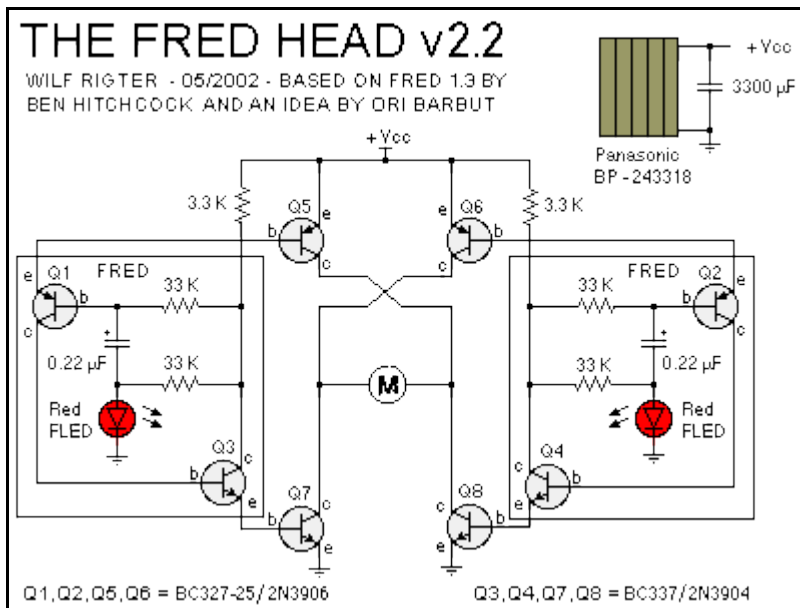 THE FRED HEAD v2.2
WILF RIGTER - 05/2002 - BASED ON FRED 1.3 BY
BEN HITCHCOCK AND AN IDEA BY ORI BARBUT
+ Vcc
3300 µF
Panasonic
BP-243318
+ Vcc
3.3 K
Q5
e
b
c
Q6
e
b
c
3.3 K
Q1
FRED
e
b
c
33 K
+
0.22 µF
33 K
Red
FLED
FRED
Q2
e
b
c
33 K
+
0.22 µF
33 K
Red
FLED
M
Q3
b
c
e
Q7
b
c
e
Q8
c
b
e
Q4
c
b
e
Q1,Q2,Q5,Q6 = BC327-25/2N3906
Q3,Q4,Q7,Q8 = BC337/2N3904